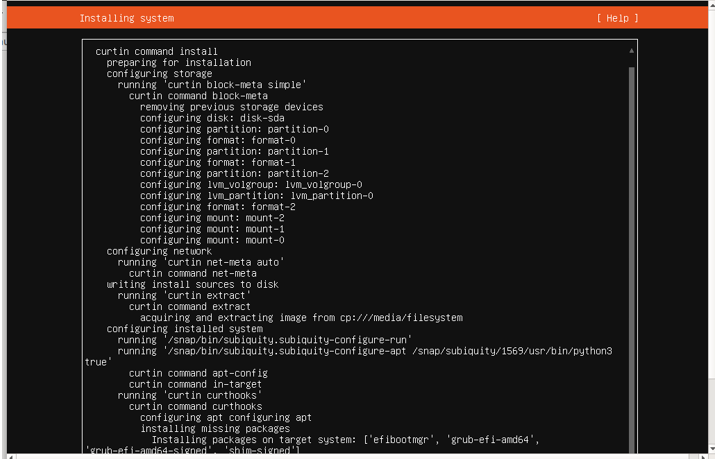 Installing system
[ Help ]
curtin command install
preparing for installation
configuring storage
running 'curtin block-meta simple'
curtin command block-meta
removing previous storage devices
configuring disk: disk-sda
configuring partition: partition-0
configuring format: format-0
configuring partition: partition-1
configuring format: format-1
configuring partition: partition-2
configuring lvm_volgroup: lvm_volgroup-0
configuring lvm_partition: lvm_partition-0
configuring format: format-2
configuring mount: mount-2
configuring mount: mount-1
configuring mount: mount-0
configuring network
running 'curtin net-meta auto'
curtin command net-meta
writing install sources to disk
running 'curtin extract'
curtin command extract
acquiring and extracting image from cp:///media/filesystem
configuring installed system
running '/snap/bin/subiquity.subiquity-configure-run'
running '/snap/bin/subiquity.subiquity-configure-apt /snap/subiquity/1569/usr/bin/python3
true'
curtin command apt-config
curtin command in-target
running 'curtin curthooks'
curtin command curthooks
configuring apt configuring apt
installing missing packages
Installing packages on target system: ['efibootmgr', 'grub-efi-amd64',
'grub-efi-amd64-signed', 'shim-signed']